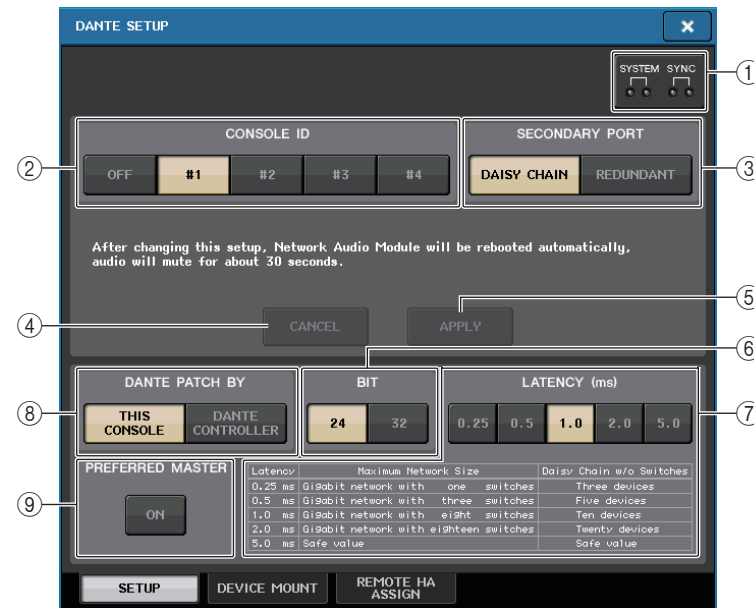 DANTE SETUP
SYSTEM SYNC
①
CONSOLE ID
SECONDARY PORT
②
OFF #1 #2 #3 #4
DAISY CHAIN REDUNDANT
③
After changing this setup, Network Audio Module will be rebooted automatically,
audio will mute for about 30 seconds.
④
CANCEL
APPLY
⑤
⑥
DANTE PATCH BY
BIT
LATENCY (ms)
⑧
THIS CONSOLE
DANTE CONTROLLER
24 32
0.25 0.5 1.0 2.0 5.0
⑦
PREFERRED MASTER
⑨
ON
Latency Maximum Network Size Daisy Chain w/o Switches
0.25 ms Gigabit network with one switches Three devices
0.5 ms Gigabit network with three switches Five devices
1.0 ms Gigabit network with eight switches Ten devices
2.0 ms Gigabit network with eighteen switches Twenty devices
5.0 ms Safe value Safe value
SETUP DEVICE MOUNT REMOTE HA ASSIGN